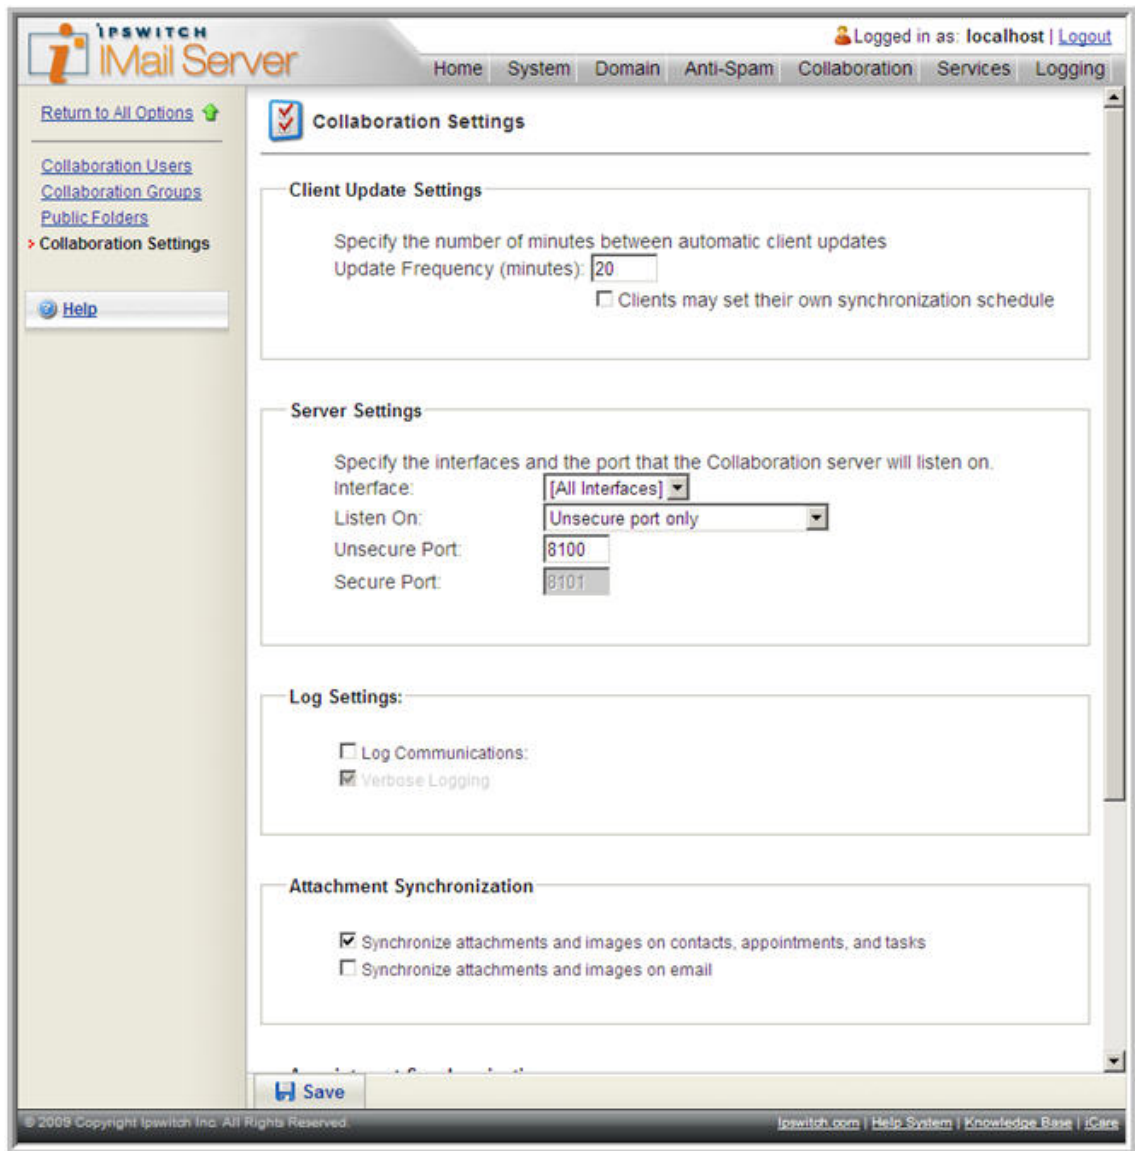 IPSWITCH
IMail Server
Logged in as: localhost | Logout
Home System Domain Anti-Spam Collaboration Services Logging
Return to All Options
Collaboration Users
Collaboration Groups
Public Folders
Collaboration Settings
Help
Collaboration Settings
Client Update Settings
Specify the number of minutes between automatic client updates
Update Frequency (minutes): 20
Clients may set their own synchronization schedule
Server Settings
Specify the interfaces and the port that the Collaboration server will listen on.
Interface: [All Interfaces]
Listen On: Unsecure port only
Unsecure Port: 8100
Secure Port: 8101
Log Settings:
Log Communications:
Verbose Logging
Attachment Synchronization
Synchronize attachments and images on contacts, appointments, and tasks
Synchronize attachments and images on email
Save
© 2009 Copyright Ipswitch Inc. All Rights Reserved.
Ipswitch.com | Help System | Knowledge Base | iCare